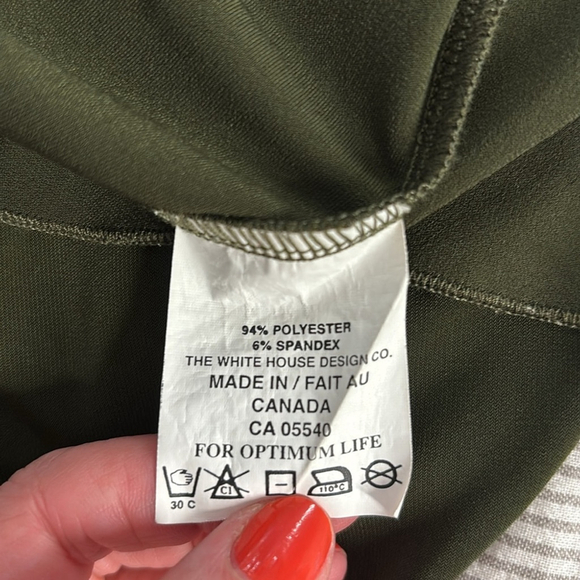 94% POLYESTER
6% SPANDEX
THE WHITE HOUSE DESIGN CO.
MADE IN / FAIT AU
CANADA
CA 05540
FOR OPTIMUM LIFE
Cl 110°C
30 C